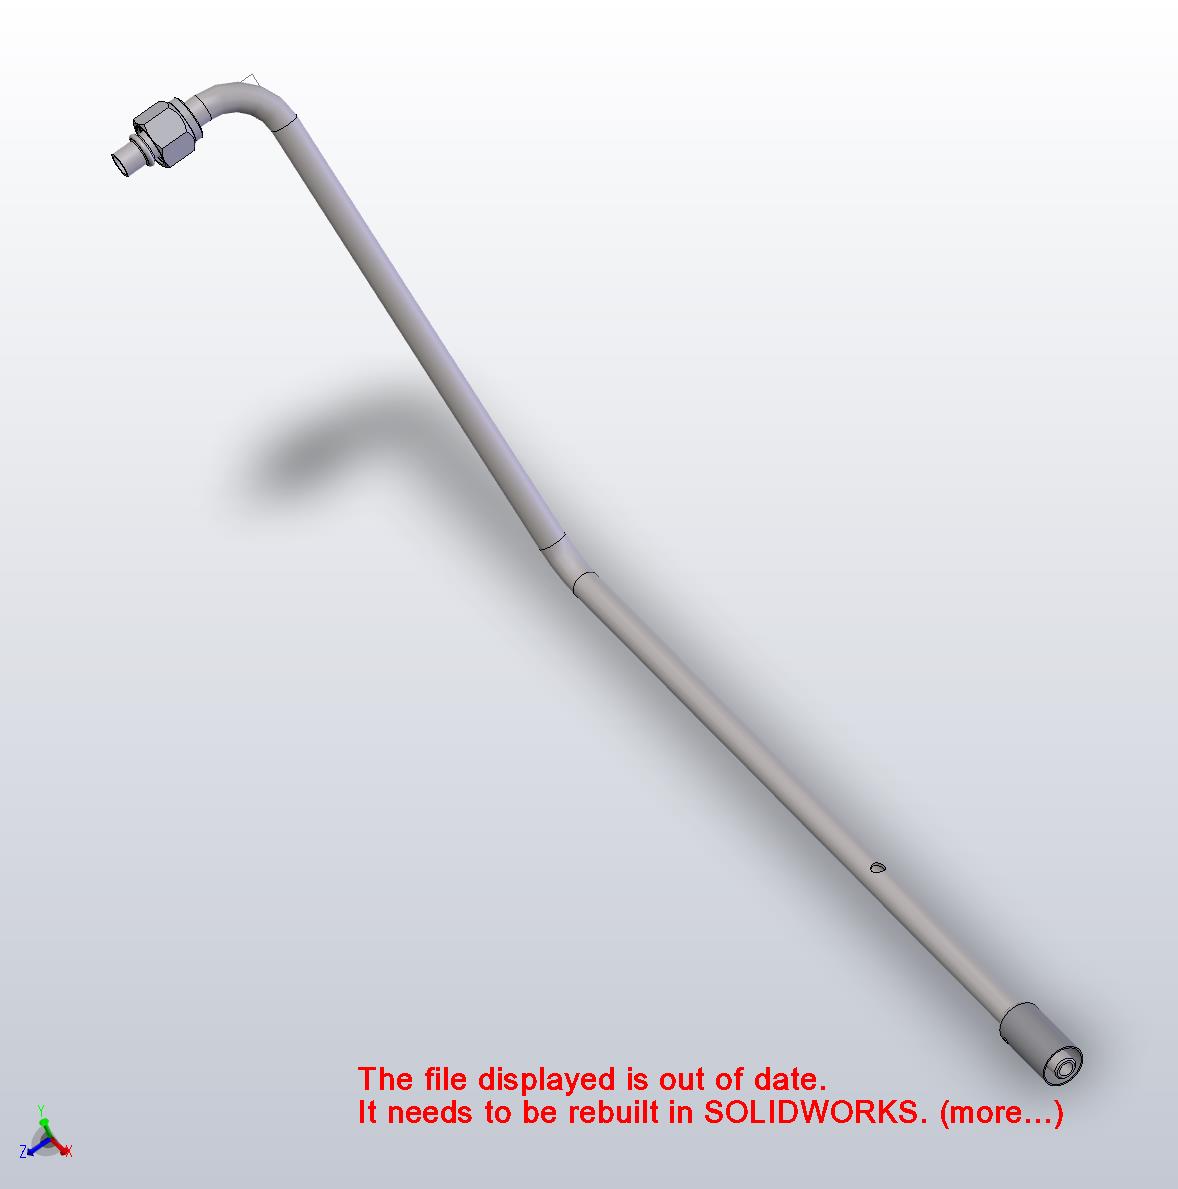 The file displayed is out of date.
It needs to be rebuilt in SOLIDWORKS. (more...)
Y
Z
X